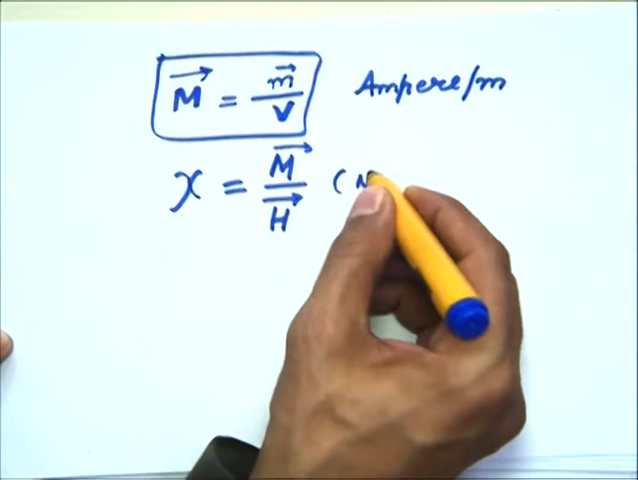 M⃗ = m⃗/V Ampere/m
χ = M⃗/H⃗ (